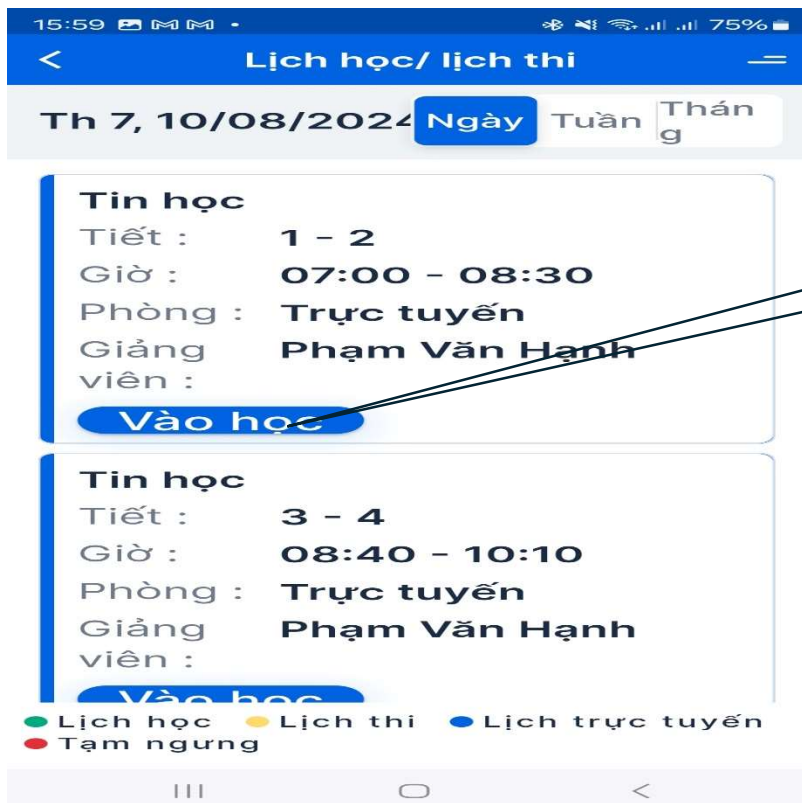 15:59
75%
Lịch học/ lịch thi
Th 7, 10/08/2024
Ngày
Tuần
Thán
g
Tin học
Tiết : 1 - 2
Giờ : 07:00 - 08:30
Phòng : Trực tuyến
Giảng Phạm Văn Hạnh
viên :
Vào học
Tin học
Tiết : 3 - 4
Giờ : 08:40 - 10:10
Phòng : Trực tuyến
Giảng Phạm Văn Hạnh
viên :
Vào học
Lịch học Lịch thi Lịch trực tuyến
Tạm ngưng